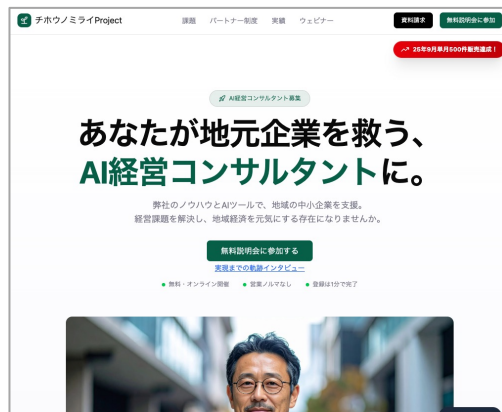 チホウノミライProject
課題 パートナー制度 実績 ウェビナー
資料請求 無料説明会に参加
25年9月単月500件販売達成！
AI経営コンサルタント募集
あなたが地元企業を救う、
AI経営コンサルタントに。
弊社のノウハウとAIツールで、地域の中小企業を支援。
経営課題を解決し、地域経済を元気にする存在になりませんか。
無料説明会に参加する
実現までの軌跡インタビュー
無料・オンライン開催 営業ノルマなし 登録は1分で完了